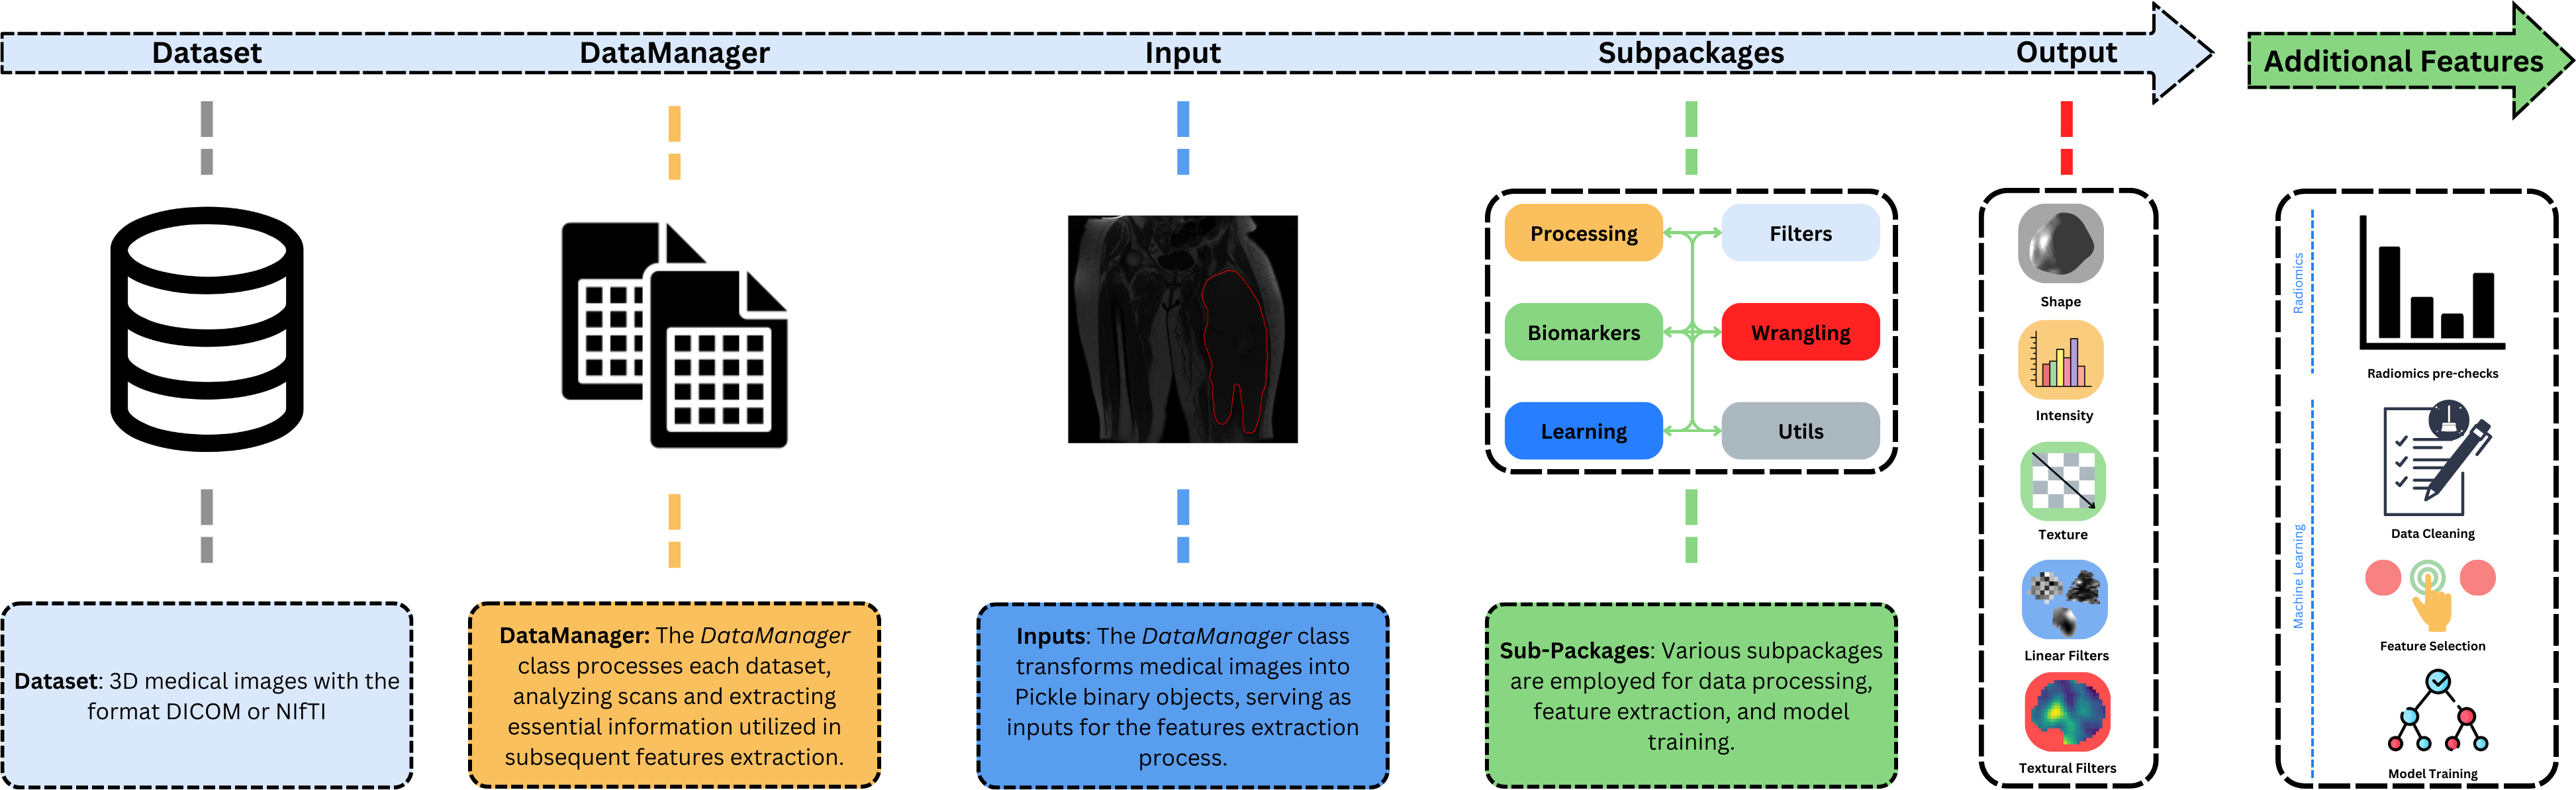 Dataset
DataManager
Input
Subpackages
Output
Additional Features
Processing
Filters
Biomarkers
Wrangling
Learning
Utils
Shape
Intensity
Texture
Linear Filters
Textural Filters
Radiomics
Radiomics pre-checks
Machine Learning
Data Cleaning
Feature Selection
Model Training
Dataset: 3D medical images with the
format DICOM or NIfTI
DataManager: The DataManager
class processes each dataset,
analyzing scans and extracting
essential information utilized in
subsequent features extraction.
Inputs: The DataManager class
transforms medical images into
Pickle binary objects, serving as
inputs for the features extraction
process.
Sub-Packages: Various subpackages
are employed for data processing,
feature extraction, and model
training.